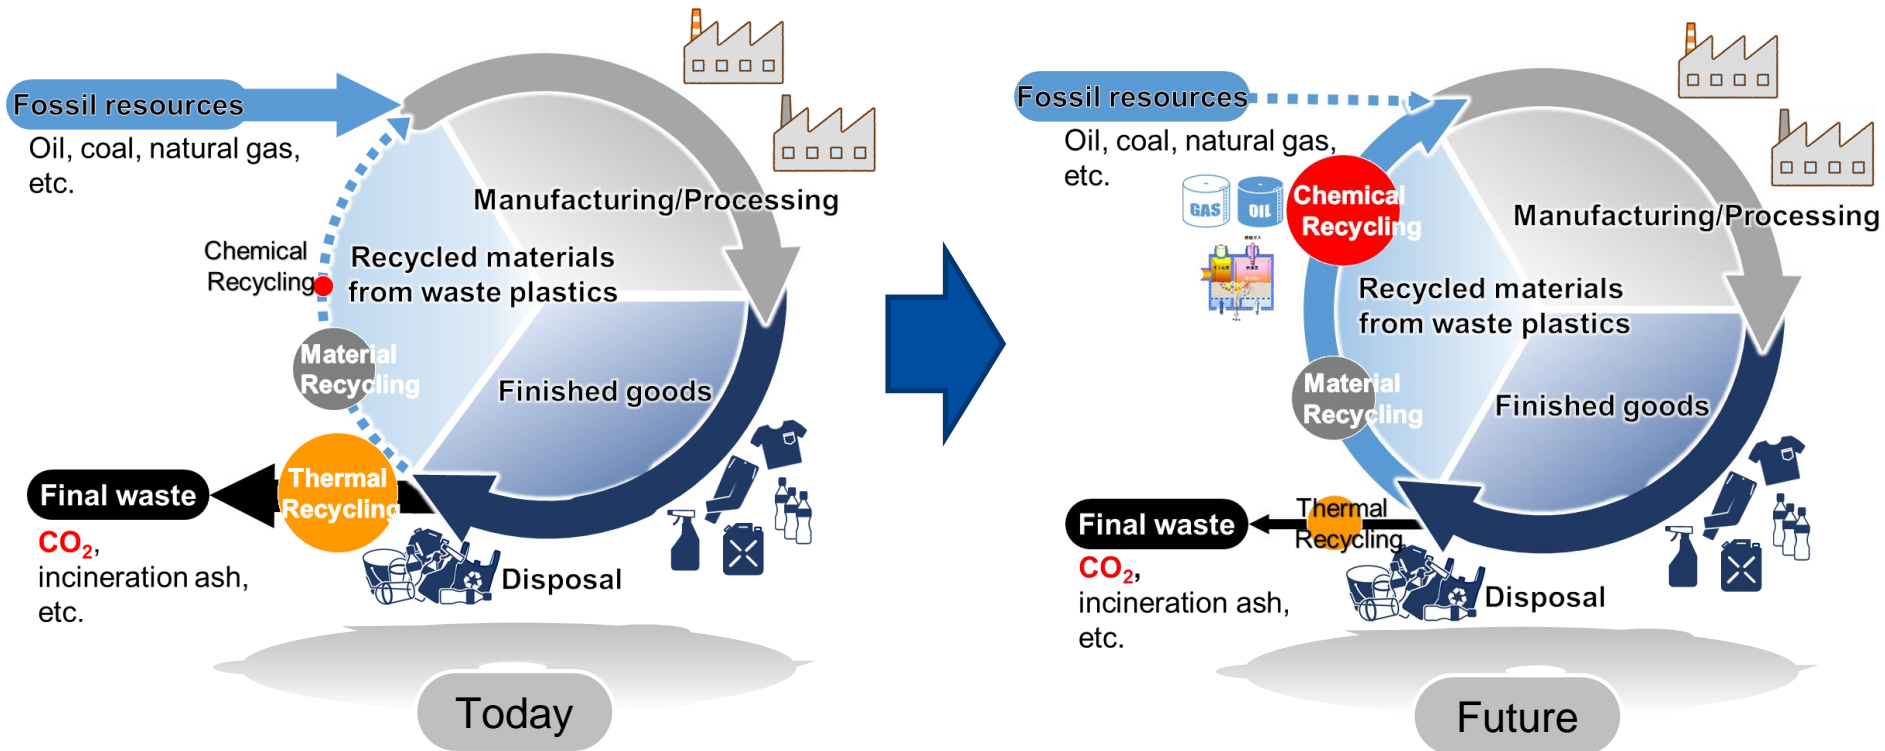 Fossil resources
Oil, coal, natural gas,
etc.
Manufacturing/Processing
Chemical
Recycling
Recycled materials
from waste plastics
Material
Recycling
Finished goods
Thermal
Recycling
Final waste
CO2,
incineration ash,
etc.
Disposal
Today
Fossil resources
Oil, coal, natural gas,
etc.
GAS
OIL
Chemical
Recycling
Manufacturing/Processing
Recycled materials
from waste plastics
Material
Recycling
Finished goods
Thermal
Recycling
Final waste
CO2,
incineration ash,
etc.
Disposal
Future